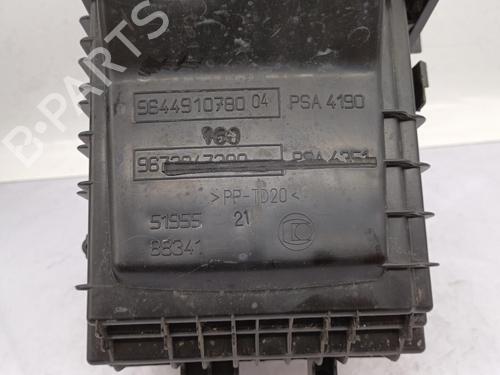 B-PARTS
9644910780 04 PSA 4190
>PP-TD20<
51955 21
88341